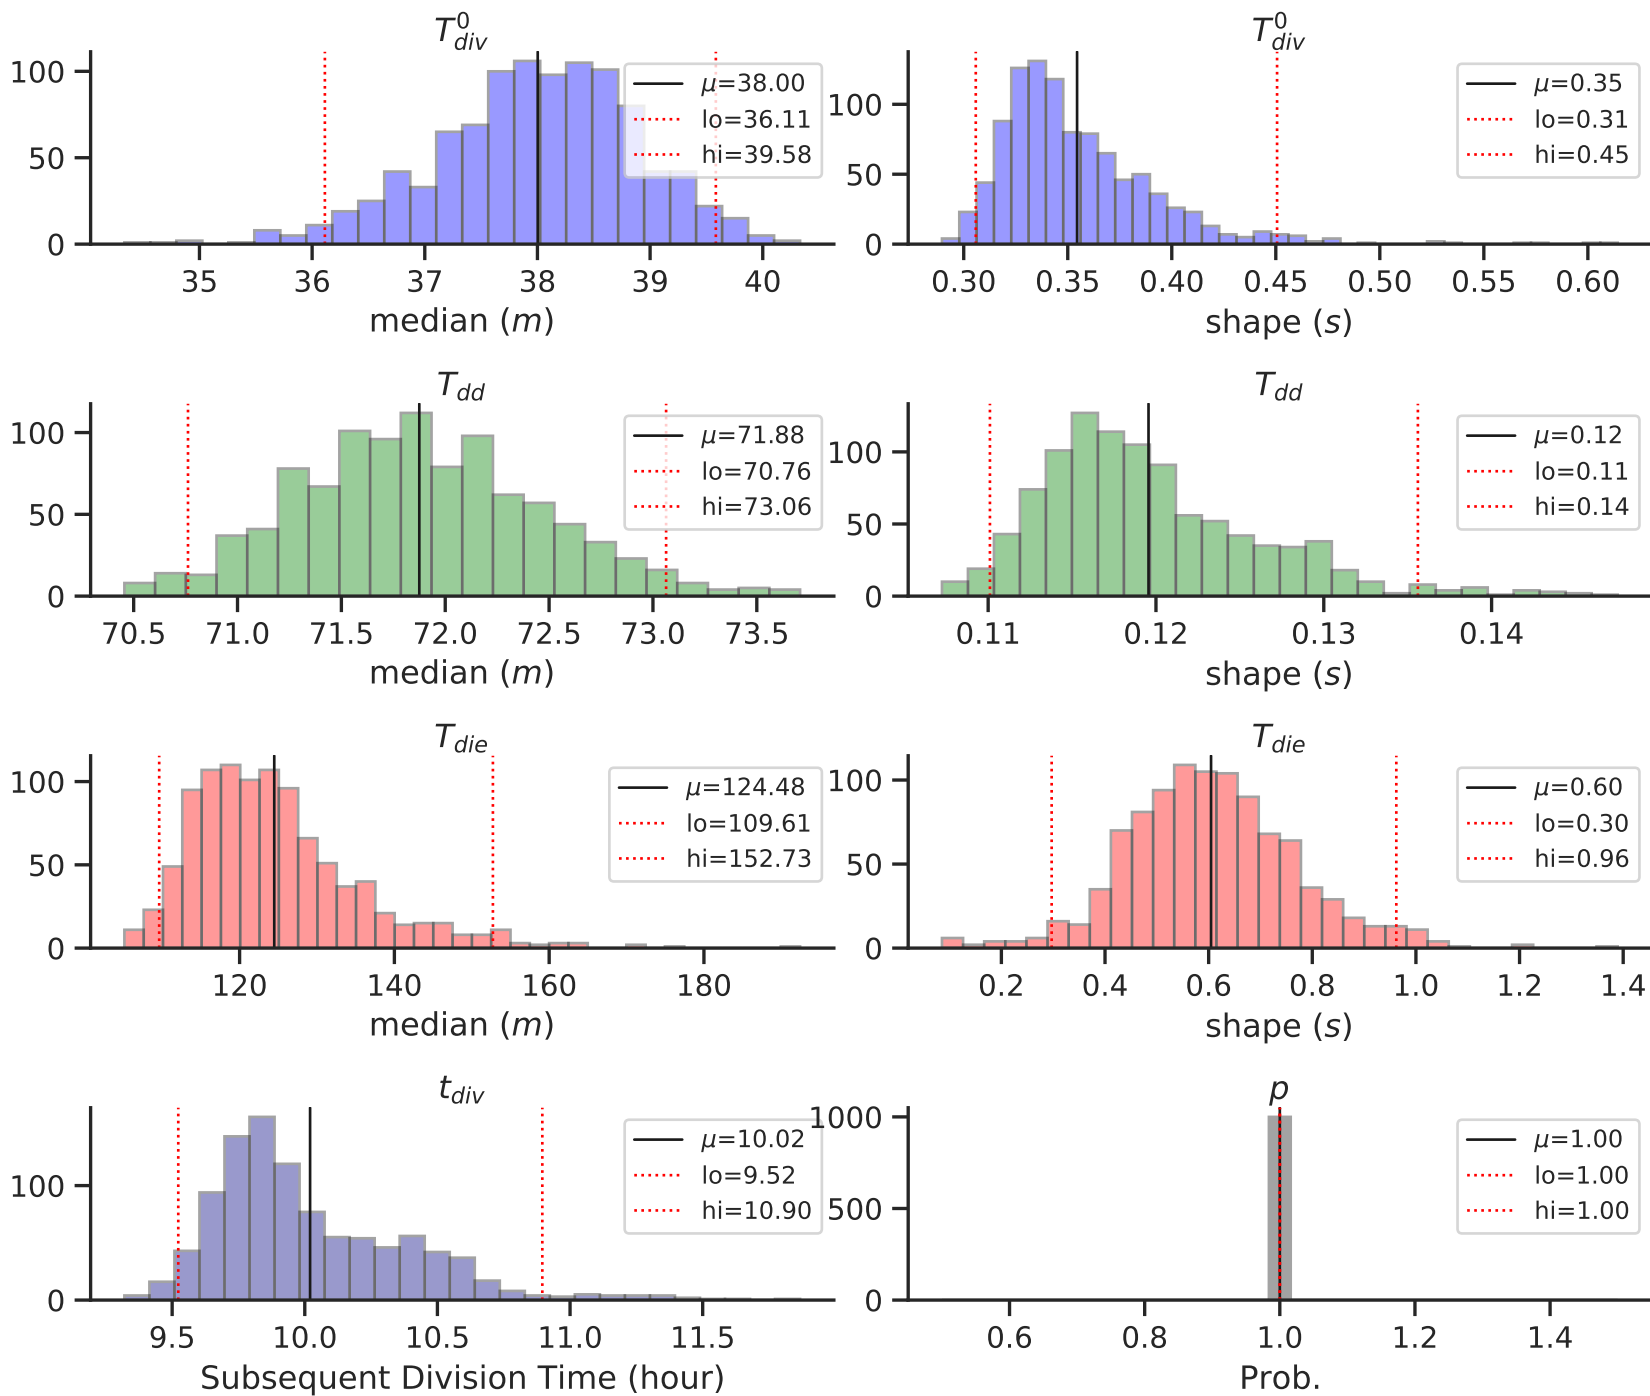 T⁰div
T⁰div
100
50
0
μ=38.00
lo=36.11
hi=39.58
35 36 37 38 39 40
median (m)
100
50
0
μ=0.35
lo=0.31
hi=0.45
0.30 0.35 0.40 0.45 0.50 0.55 0.60
shape (s)
Tdd
Tdd
100
50
0
μ=71.88
lo=70.76
hi=73.06
70.5 71.0 71.5 72.0 72.5 73.0 73.5
median (m)
100
50
0
μ=0.12
lo=0.11
hi=0.14
0.11 0.12 0.13 0.14
shape (s)
Tdie
Tdie
100
50
0
μ=124.48
lo=109.61
hi=152.73
120 140 160 180
median (m)
100
50
0
μ=0.60
lo=0.30
hi=0.96
0.2 0.4 0.6 0.8 1.0 1.2 1.4
shape (s)
tdiv
p
100
0
μ=10.02
lo=9.52
hi=10.90
9.5 10.0 10.5 11.0 11.5
Subsequent Division Time (hour)
1000
500
0
μ=1.00
lo=1.00
hi=1.00
0.6 0.8 1.0 1.2 1.4
Prob.